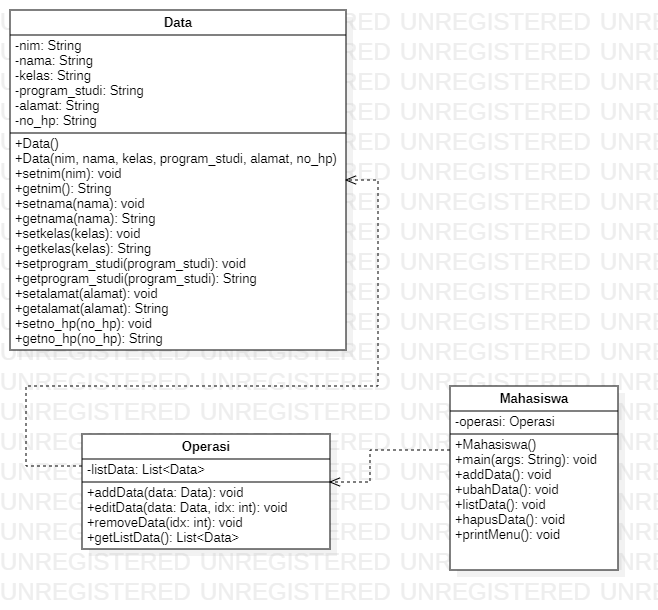 Data
-nim: String
-nama: String
-kelas: String
-program_studi: String
-alamat: String
-no_hp: String
+Data()
+Data(nim, nama, kelas, program_studi, alamat, no_hp)
+setnim(nim): void
+getnim(): String
+setnama(nama): void
+getnama(nama): String
+setkelas(kelas): void
+getkelas(kelas): String
+setprogram_studi(program_studi): void
+getprogram_studi(program_studi): String
+setalamat(alamat): void
+getalamat(alamat): String
+setno_hp(no_hp): void
+getno_hp(no_hp): String
Operasi
-listData: List<Data>
+addData(data: Data): void
+editData(data: Data, idx: int): void
+removeData(idx: int): void
+getListData(): List<Data>
Mahasiswa
-operasi: Operasi
+Mahasiswa()
+main(args: String): void
+addData(): void
+ubahData(): void
+listData(): void
+hapusData(): void
+printMenu(): void
UNREGISTERED